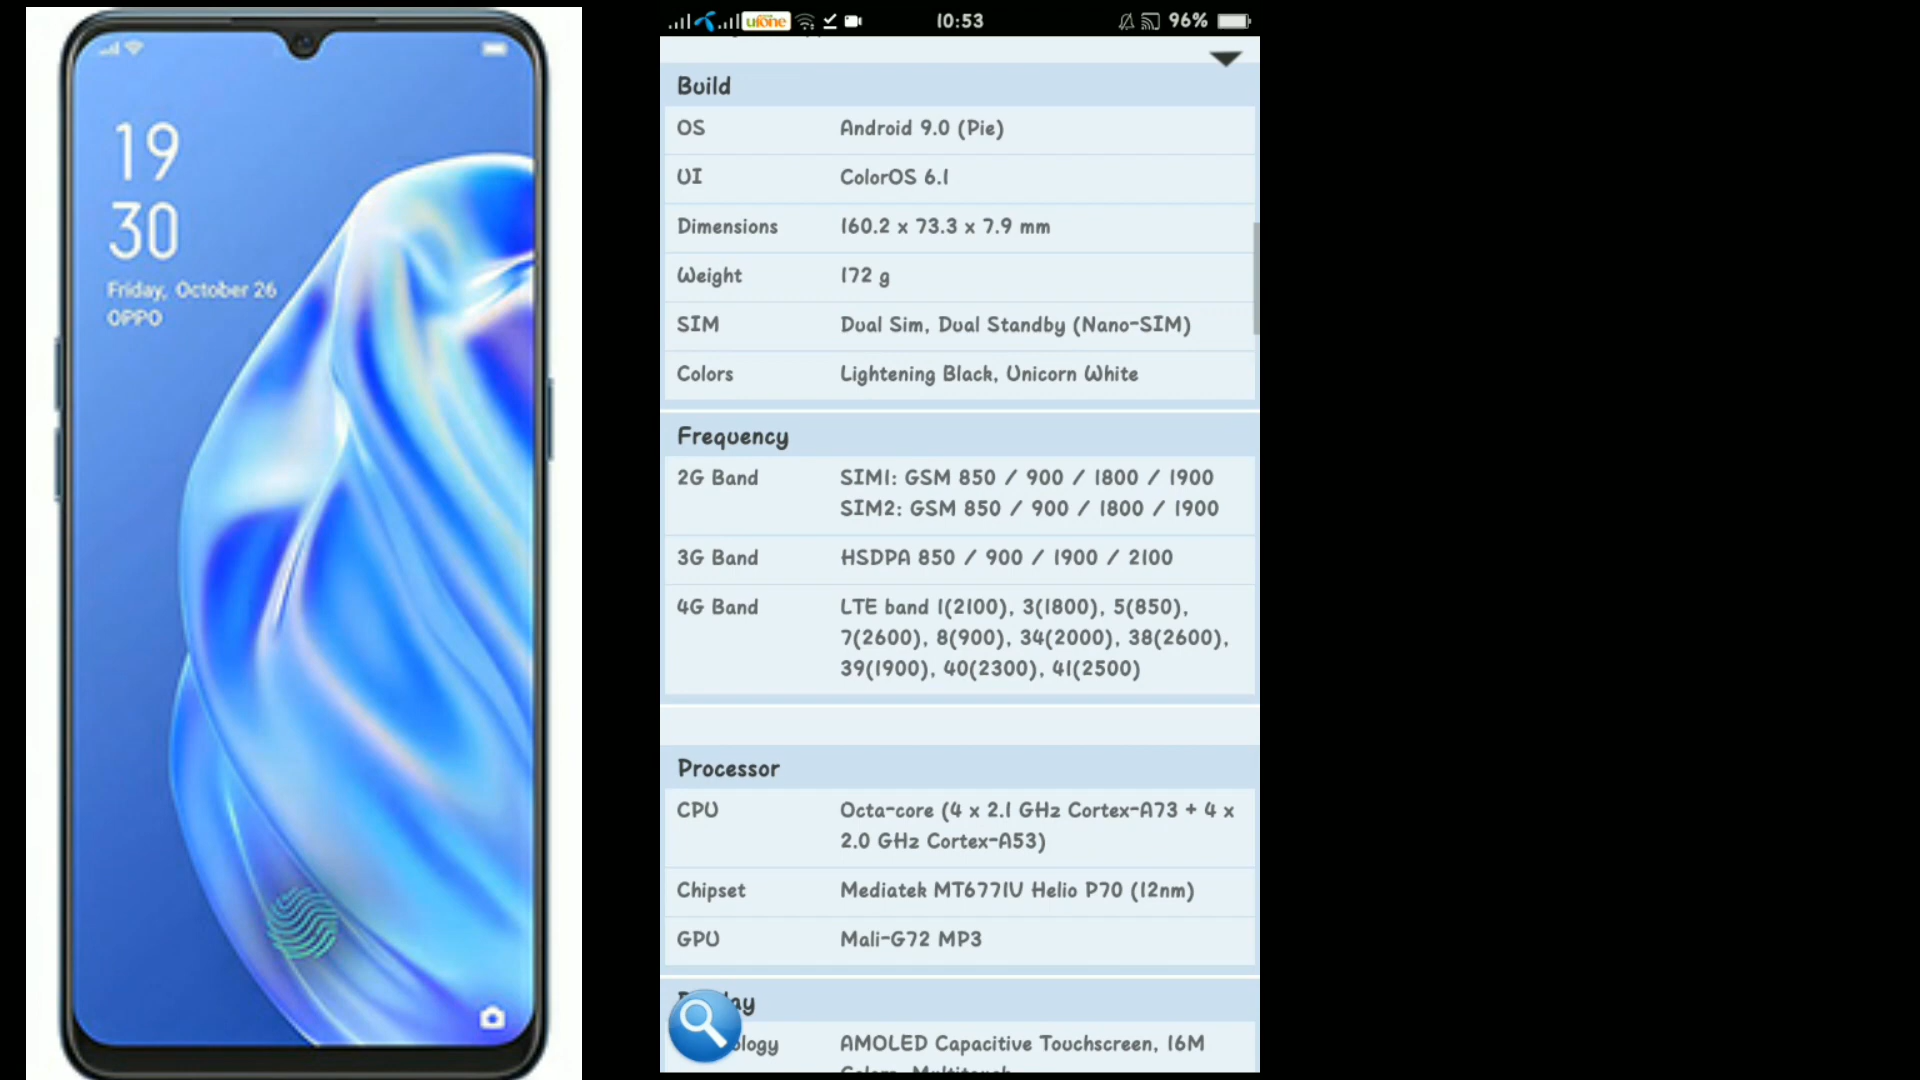 19
30
Friday, October 26
OPPO
ufone
10:53
96%
Build
OS Android 9.0 (Pie)
UI ColorOS 6.1
Dimensions 160.2 x 73.3 x 7.9 mm
Weight 172 g
SIM Dual Sim, Dual Standby (Nano-SIM)
Colors Lightening Black, Unicorn White
Frequency
2G Band SIM1: GSM 850 / 900 / 1800 / 1900
SIM2: GSM 850 / 900 / 1800 / 1900
3G Band HSDPA 850 / 900 / 1900 / 2100
4G Band LTE band 1(2100), 3(1800), 5(850),
7(2600), 8(900), 34(2000), 38(2600),
39(1900), 40(2300), 41(2500)
Processor
CPU Octa-core (4 x 2.1 GHz Cortex-A73 + 4 x
2.0 GHz Cortex-A53)
Chipset Mediatek MT6771V Helio P70 (12nm)
GPU Mali-G72 MP3
AMOLED Capacitive Touchscreen, 16M